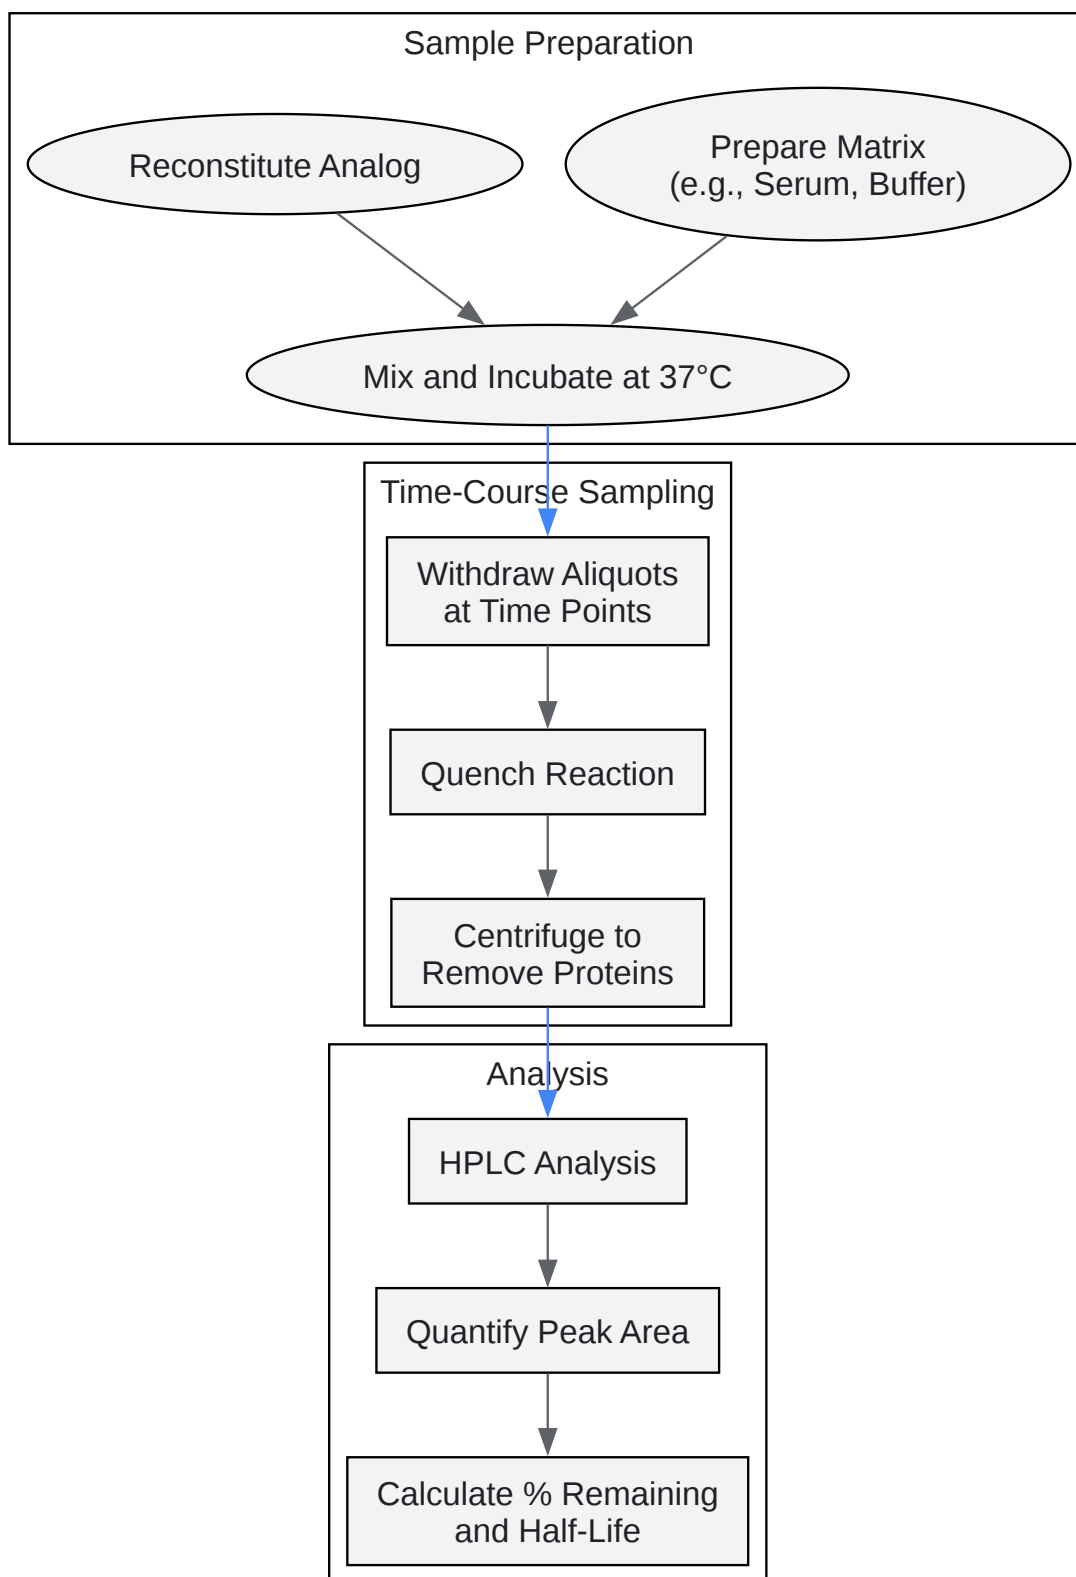 Sample Preparation
Reconstitute Analog
Prepare Matrix
(e.g., Serum, Buffer)
Mix and Incubate at 37°C
Time-Course Sampling
Withdraw Aliquots
at Time Points
Quench Reaction
Centrifuge to
Remove Proteins
Analysis
HPLC Analysis
Quantify Peak Area
Calculate % Remaining
and Half-Life